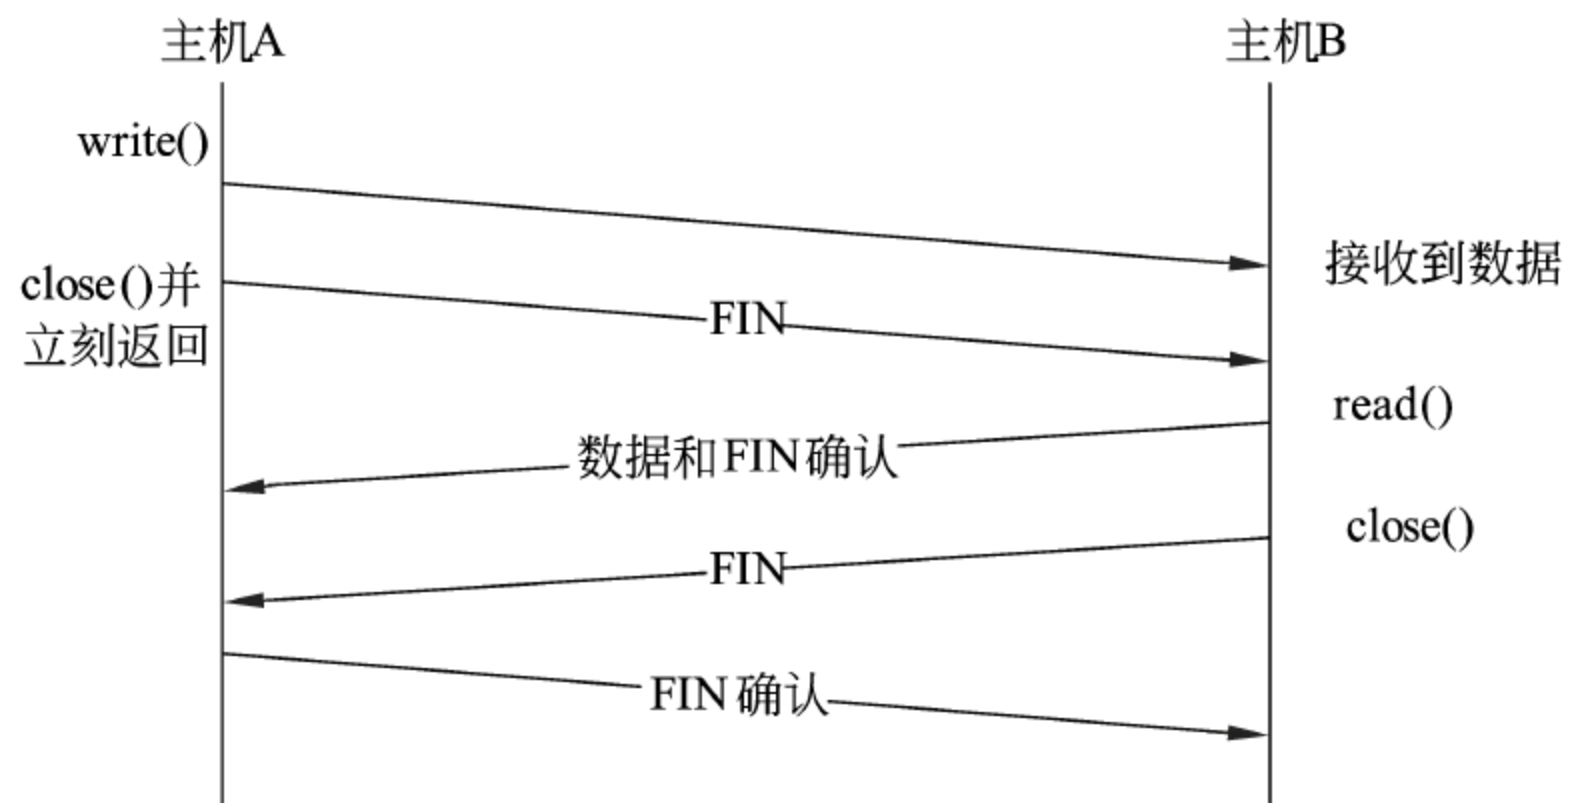 主机A
主机B
write()
接收到数据
close()并
立刻返回
FIN
read()
数据和FIN确认
close()
FIN
FIN确认